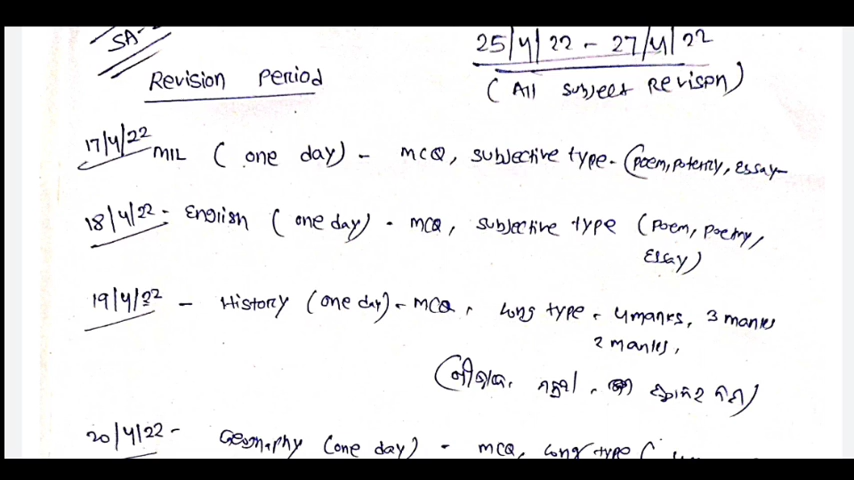 SA-
25/4/22 - 27/4/22
Revision Period
(All subject Revison)
17/4/22 MIL (one day) - MCQ, subjective type - (poem, poterry, essay-
18/4/22 - English (one day) - MCQ, subjective type (poem, poetry,
essay)
19/4/22 - History (one day) - MCQ, Long type - 4 marks, 3 marks
2 marks,
20/4/22 - Geography (one day) - MCQ, Long type (